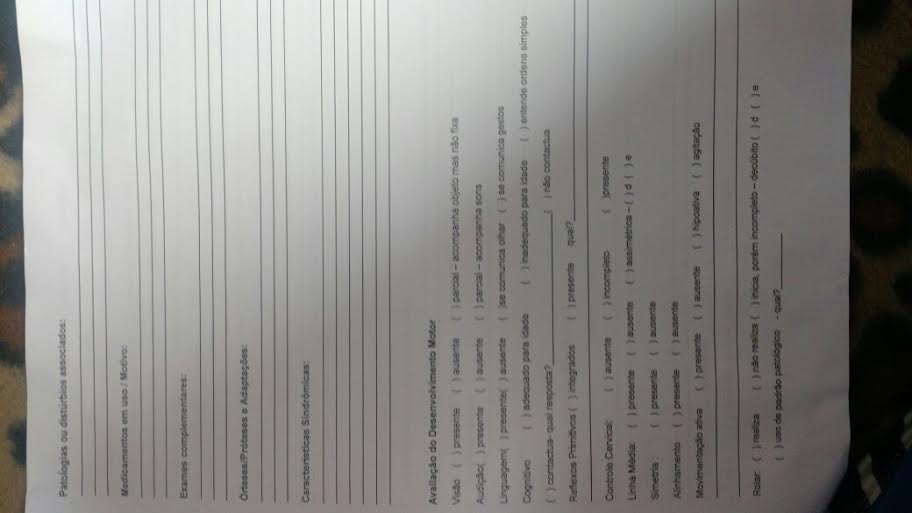 Patologias ou distúrbios associados:
Medicamentos em uso / Motivo:
Exames complementares:
Órteses/Próteses e Adaptações:
Características Sindrômicas:
Avaliação do Desenvolvimento Motor
Visão ( ) presente ( ) ausente ( ) parcial – acompanha objeto mas não fixa
Audição( ) presente ( ) ausente ( ) parcial – acompanha sons
Linguagem( ) presente( ) ausente ( )se comunica olhar ( ) se comunica gestos
Cognitivo ( ) adequado para idade ( ) inadequado para idade ( ) entende ordens simples
( ) contactua- qual resposta?____________________( ) não contactua
Reflexos Primitivos ( ) integrados ( ) presente qual?____________________
Controle Cervical: ( ) ausente ( ) incompleto ( )presente
Linha Média: ( ) presente ( ) ausente ( ) assimétrica – ( ) d ( ) e
Simetria : ( ) presente ( ) ausente
Alinhamento ( ) presente ( ) ausente
Movimentação ativa ( ) presente ( ) ausente ( ) hipoativa ( ) agitação
Rolar: ( ) realiza ( ) não realiza ( ) inicia, porém incompleto – decúbito ( ) d ( ) e
( ) uso de padrão patológico - qual?_________